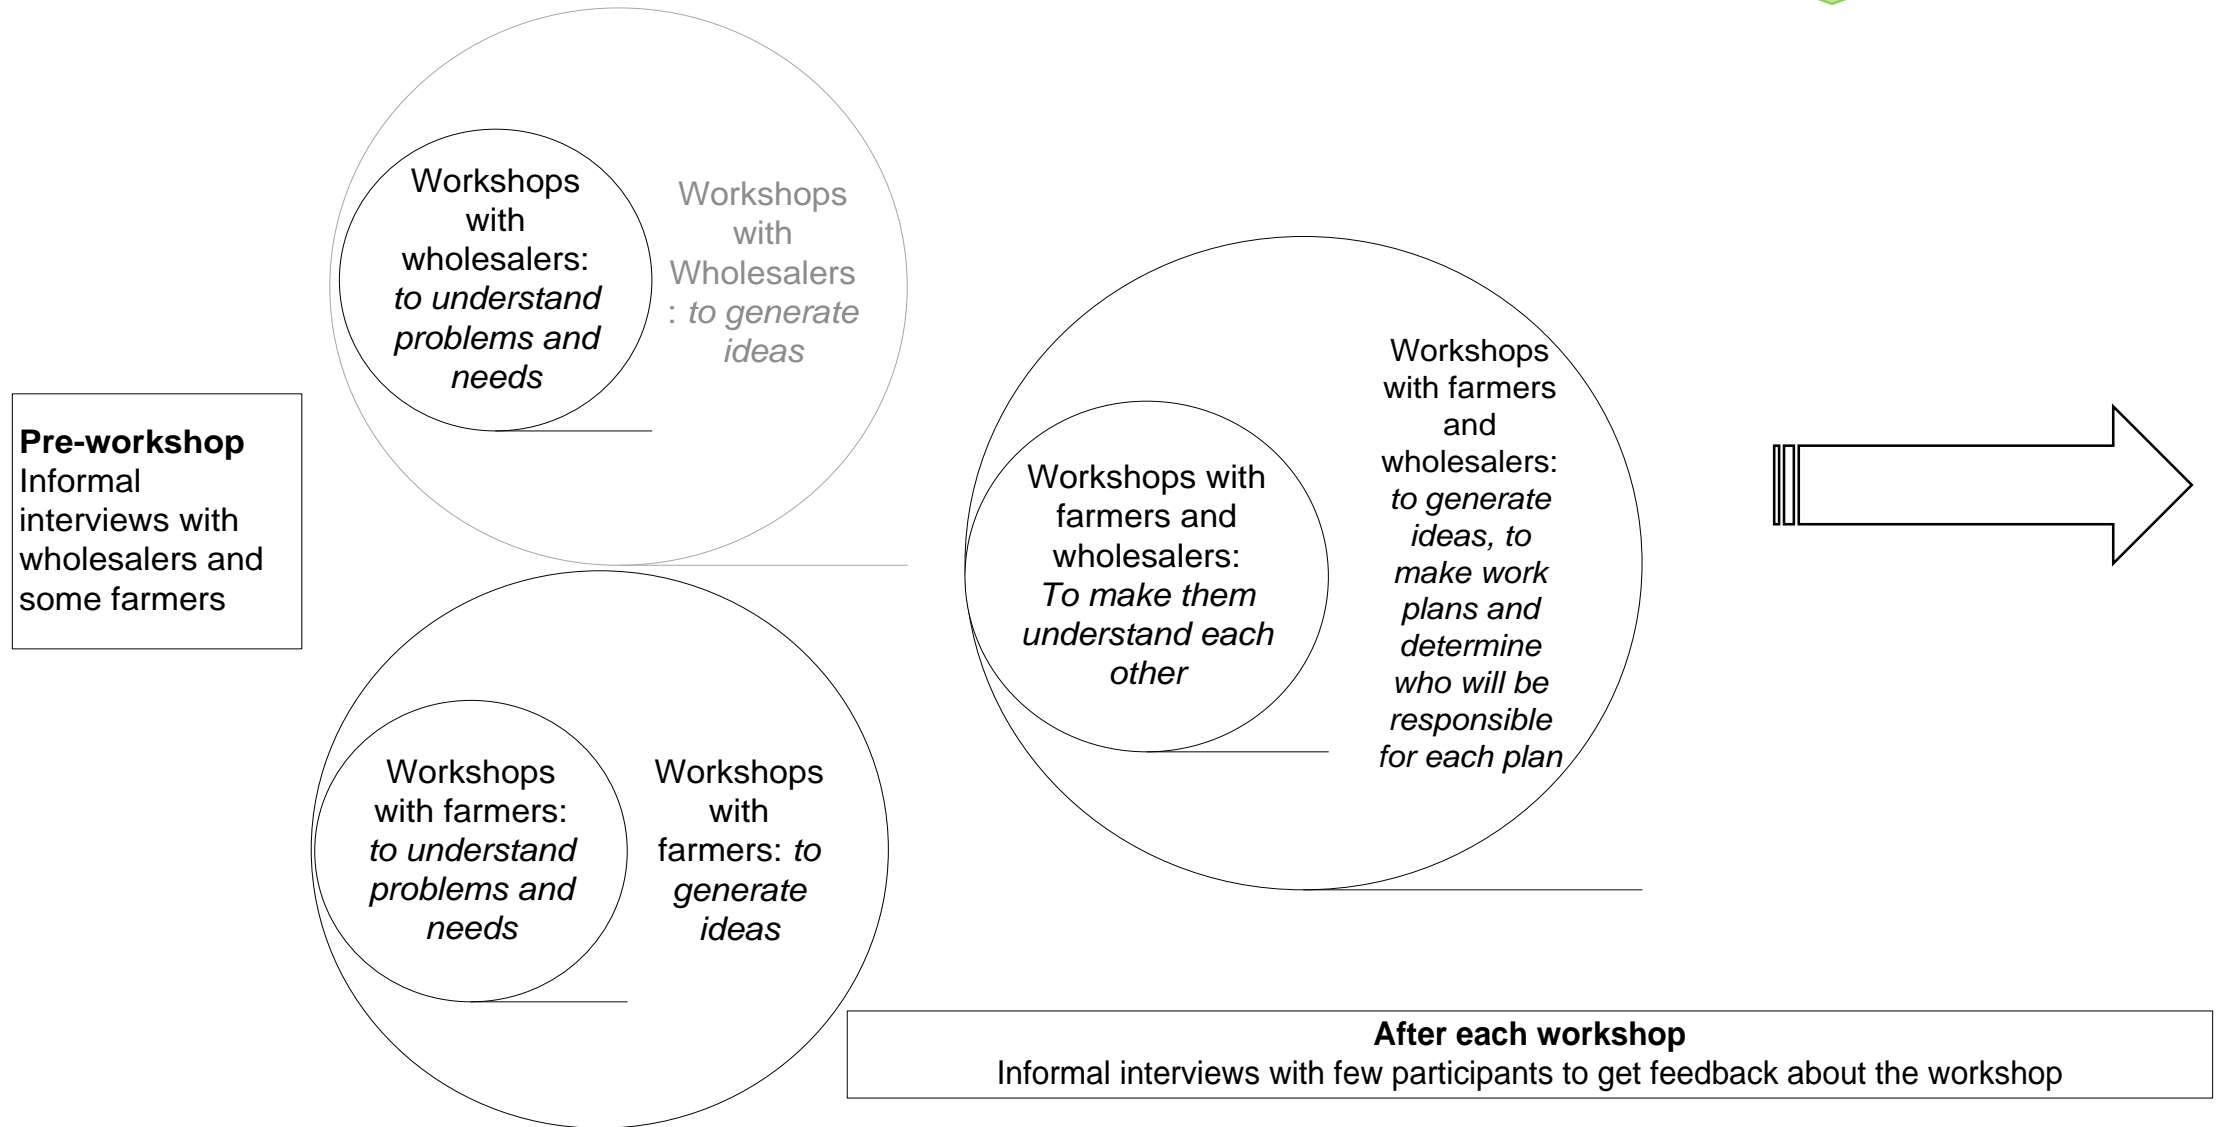 Pre-workshop
Informal
interviews with
wholesalers and
some farmers
Workshops
with
wholesalers:
to understand
problems and
needs
Workshops
with
Wholesalers
: to generate
ideas
Workshops
with farmers:
to understand
problems and
needs
Workshops
with
farmers: to
generate
ideas
Workshops with
farmers and
wholesalers:
To make them
understand each
other
Workshops
with farmers
and
wholesalers:
to generate
ideas, to
make work
plans and
determine
who will be
responsible
for each plan
After each workshop
Informal interviews with few participants to get feedback about the workshop